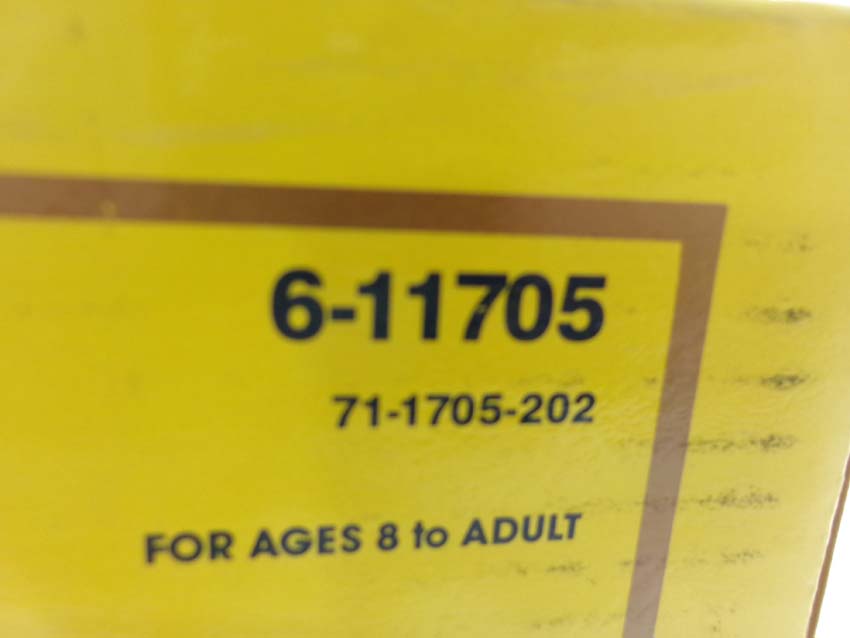 6-11705
71-1705-202
FOR AGES 8 to ADULT